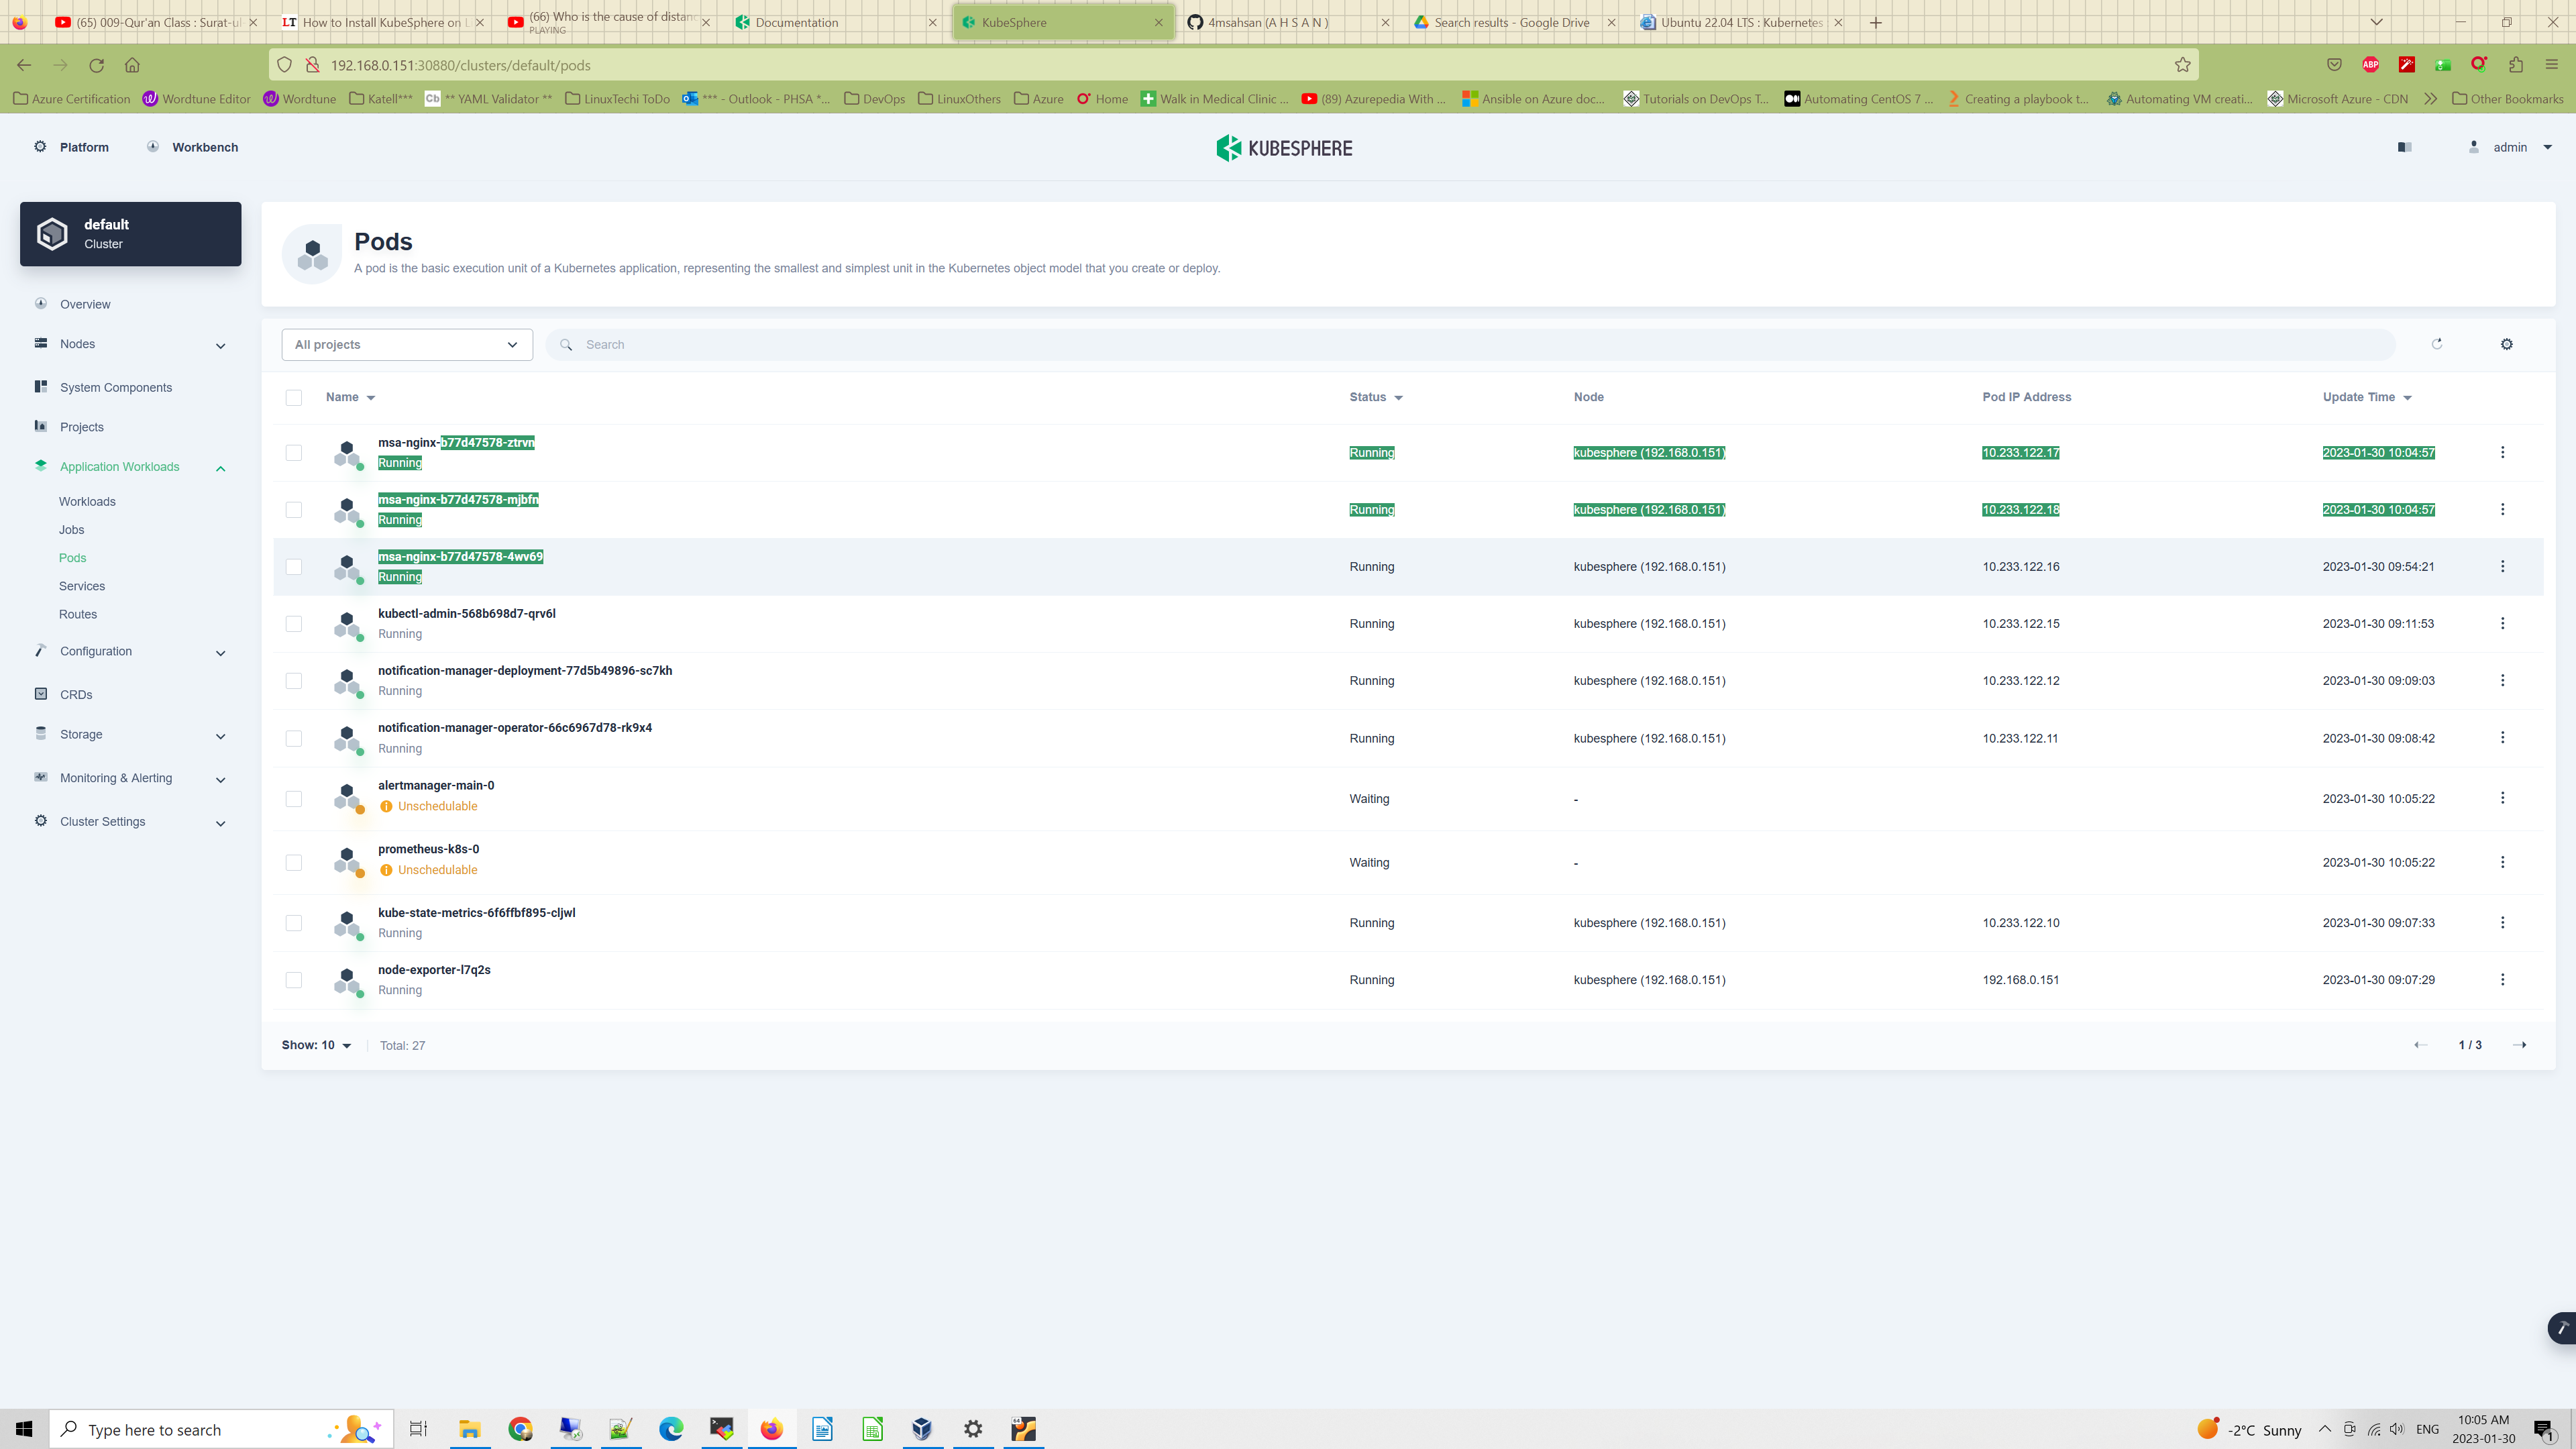 (65) 009-Qur'an Class : Surat-ul
LT How to Install KubeSphere on L
(66) Who is the cause of distanc
PLAYING
Documentation
KubeSphere
4msahsan (A H S A N )
Search results - Google Drive
Ubuntu 22.04 LTS : Kubernetes :
192.168.0.151:30880/clusters/default/pods
ABP
Azure Certification
Wordtune Editor
Wordtune
Katell***
Cb ** YAML Validator **
LinuxTechi ToDo
*** - Outlook - PHSA *...
DevOps
LinuxOthers
Azure
Home
Walk in Medical Clinic ...
(89) Azurepedia With ...
Ansible on Azure doc...
Tutorials on DevOps T...
Automating CentOS 7 ...
Creating a playbook t...
Automating VM creati...
Microsoft Azure - CDN
Other Bookmarks
Platform
Workbench
KUBESPHERE
admin
default
Cluster
Overview
Nodes
System Components
Projects
Application Workloads
Workloads
Jobs
Pods
Services
Routes
Configuration
CRDs
Storage
Monitoring & Alerting
Cluster Settings
Pods
A pod is the basic execution unit of a Kubernetes application, representing the smallest and simplest unit in the Kubernetes object model that you create or deploy.
All projects
Search
Name Status Node Pod IP Address Update Time
msa-nginx-b77d47578-ztrvn
Running
Running kubesphere (192.168.0.151) 10.233.122.17 2023-01-30 10:04:57
msa-nginx-b77d47578-mjbfn
Running
Running kubesphere (192.168.0.151) 10.233.122.18 2023-01-30 10:04:57
msa-nginx-b77d47578-4wv69
Running
Running kubesphere (192.168.0.151) 10.233.122.16 2023-01-30 09:54:21
kubectl-admin-568b698d7-qrv6l
Running
Running kubesphere (192.168.0.151) 10.233.122.15 2023-01-30 09:11:53
notification-manager-deployment-77d5b49896-sc7kh
Running
Running kubesphere (192.168.0.151) 10.233.122.12 2023-01-30 09:09:03
notification-manager-operator-66c6967d78-rk9x4
Running
Running kubesphere (192.168.0.151) 10.233.122.11 2023-01-30 09:08:42
alertmanager-main-0
Unschedulable
Waiting - 2023-01-30 10:05:22
prometheus-k8s-0
Unschedulable
Waiting - 2023-01-30 10:05:22
kube-state-metrics-6f6ffbf895-cljwl
Running
Running kubesphere (192.168.0.151) 10.233.122.10 2023-01-30 09:07:33
node-exporter-l7q2s
Running
Running kubesphere (192.168.0.151) 192.168.0.151 2023-01-30 09:07:29
Show: 10
Total: 27
1 / 3
Type here to search
-2°C Sunny
ENG
10:05 AM
2023-01-30
1